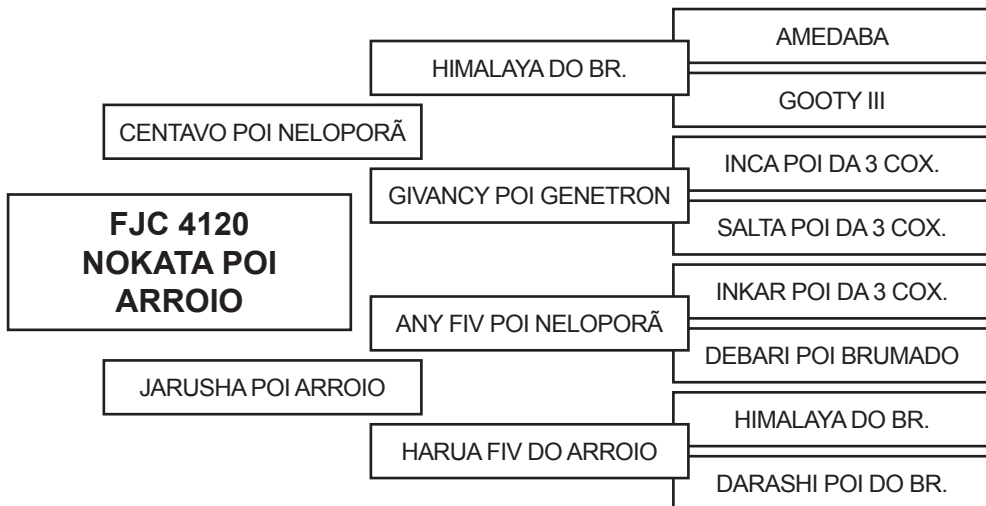 AMEDABA
HIMALAYA DO BR.
GOOTY III
CENTAVO POI NELOPORÃ
INCA POI DA 3 COX.
GIVANCY POI GENETRON
SALTA POI DA 3 COX.
FJC 4120
NOKATA POI
ARROIO
INKAR POI DA 3 COX.
ANY FIV POI NELOPORÃ
DEBARI POI BRUMADO
JARUSHA POI ARROIO
HIMALAYA DO BR.
HARUA FIV DO ARROIO
DARASHI POI DO BR.